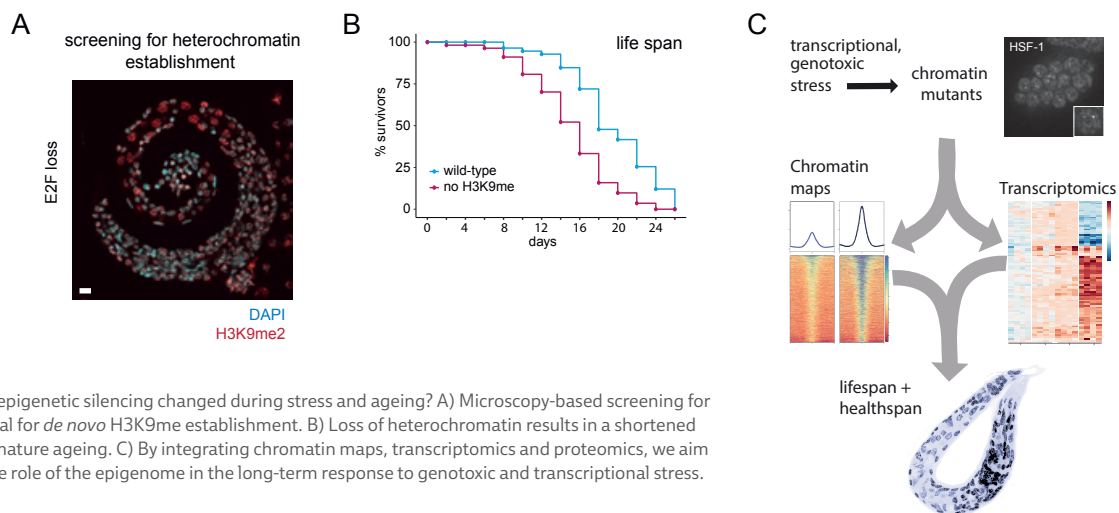 A
screening for heterochromatin
establishment
E2F loss
DAPI
H3K9me2
B
life span
% survivors
100
75
50
25
0
wild-type
no H3K9me
0 4 8 12 16 20 24
days
C
transcriptional,
genotoxic
stress
chromatin
mutants
HSF-1
Chromatin
maps
Transcriptomics
lifespan +
healthspan
epigenetic silencing changed during stress and ageing? A) Microscopy-based screening for
al for de novo H3K9me establishment. B) Loss of heterochromatin results in a shortened
mature ageing. C) By integrating chromatin maps, transcriptomics and proteomics, we aim
e role of the epigenome in the long-term response to genotoxic and transcriptional stress.